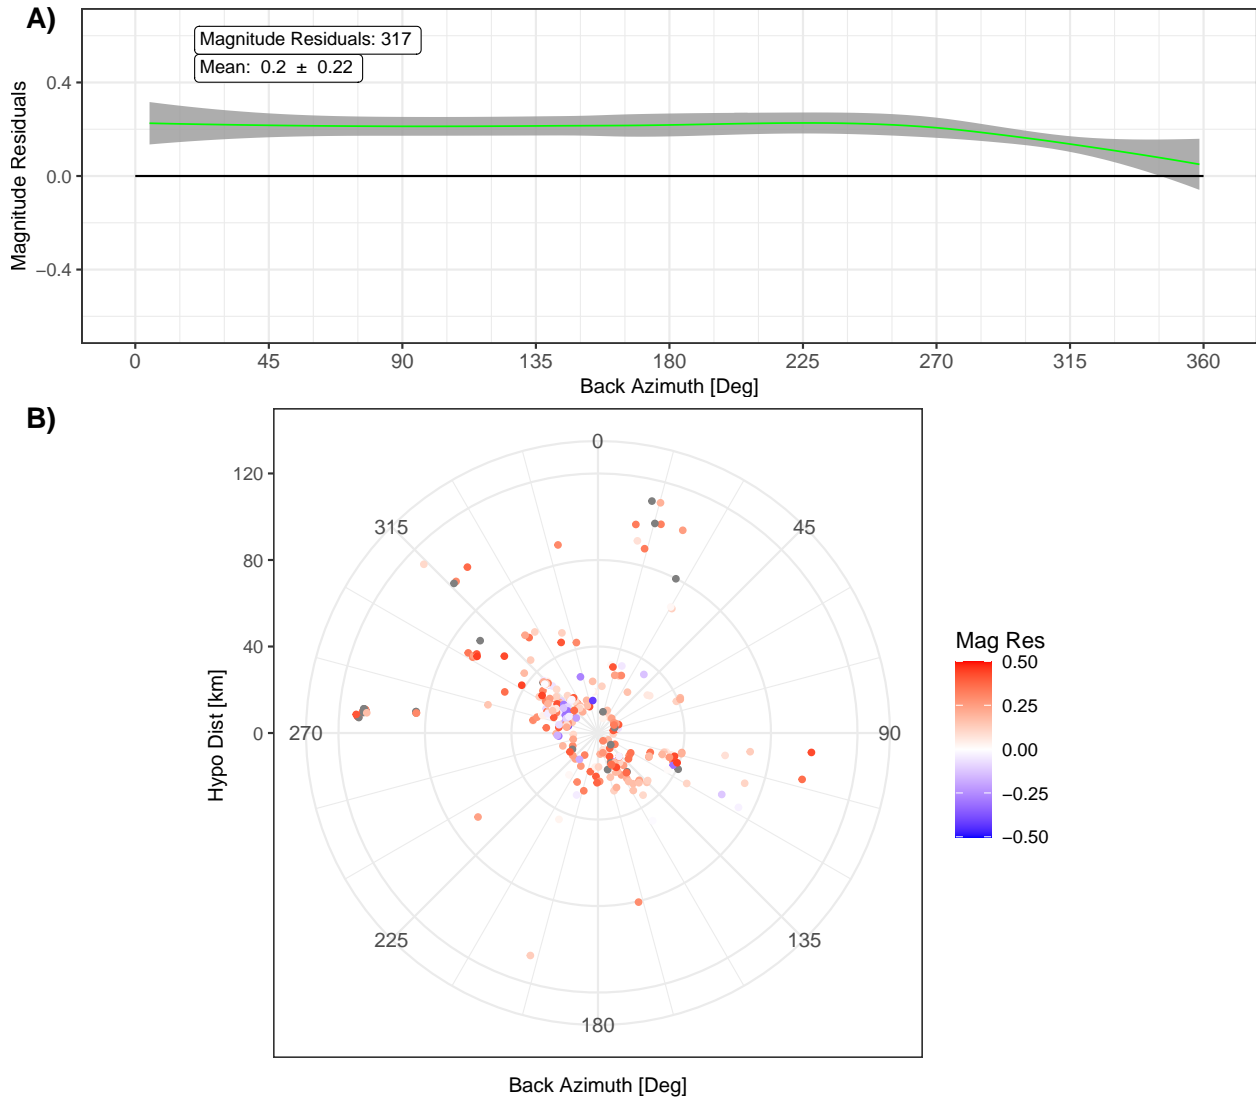 A)
Magnitude Residuals: 317
Mean:  0.2  ±  0.22
0.4
0.0
−0.4
Magnitude Residuals
0 45 90 135 180 225 270 315 360
Back Azimuth [Deg]
B)
0
45
90
135
180
225
270
315
120
80
40
0
Hypo Dist [km]
Back Azimuth [Deg]
Mag Res
0.50
0.25
0.00
−0.25
−0.50